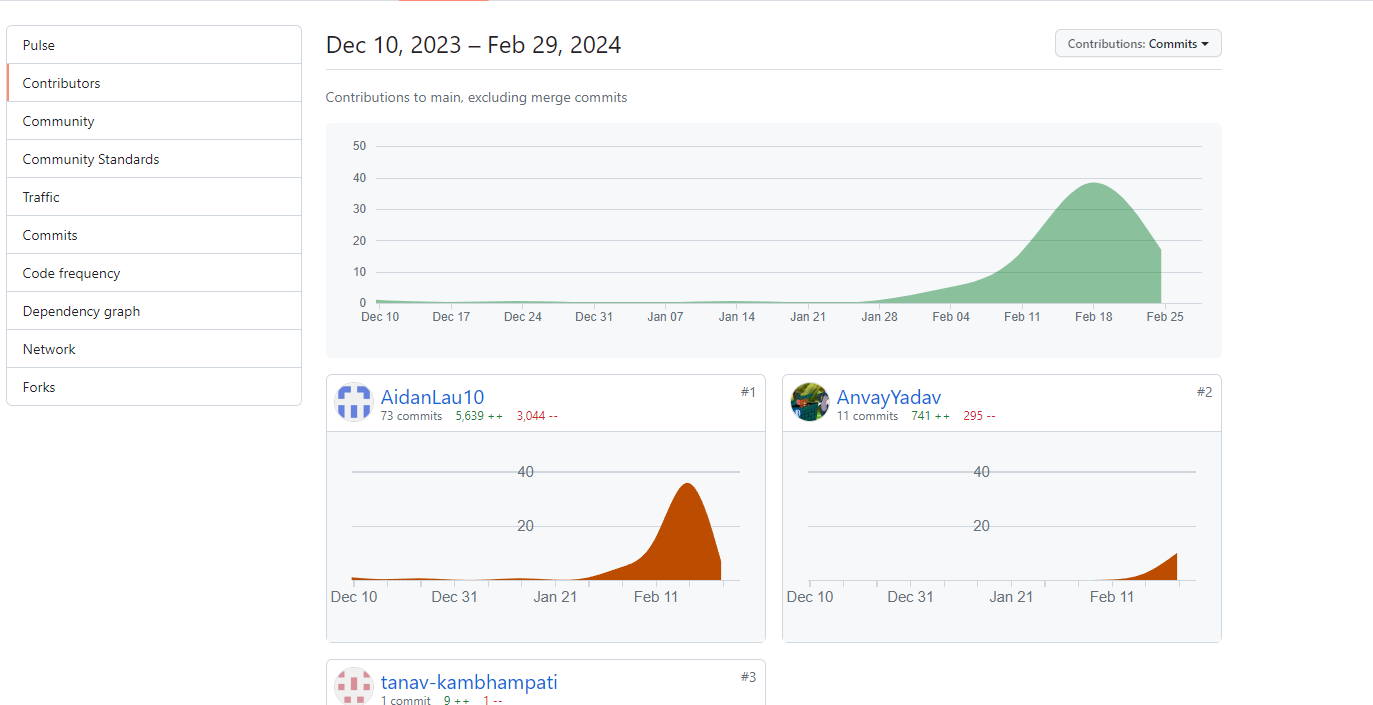 Pulse
Contributors
Community
Community Standards
Traffic
Commits
Code frequency
Dependency graph
Network
Forks
Dec 10, 2023 – Feb 29, 2024
Contributions: Commits
Contributions to main, excluding merge commits
50
40
30
20
10
0
Dec 10 Dec 17 Dec 24 Dec 31 Jan 07 Jan 14 Jan 21 Jan 28 Feb 04 Feb 11 Feb 18 Feb 25
AidanLau10 #1
73 commits 5,639 ++ 3,044 --
40
20
Dec 10 Dec 31 Jan 21 Feb 11
AnvayYadav #2
11 commits 741 ++ 295 --
40
20
Dec 10 Dec 31 Jan 21 Feb 11
tanav-kambhampati #3
1 commit 9 ++ 1 --